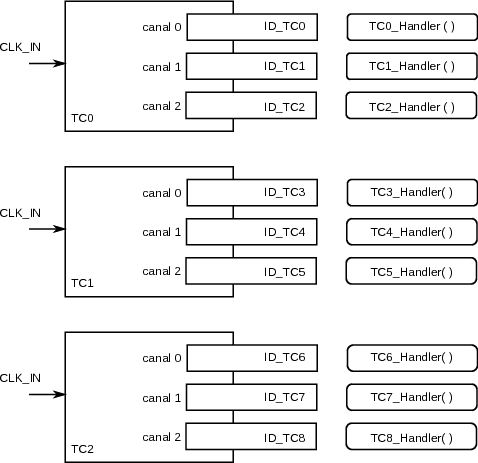 canal 0 ID_TC0 TC0_Handler ( )
CLK_IN
canal 1 ID_TC1 TC1_Handler ( )
canal 2 ID_TC2 TC2_Handler ( )
TC0
canal 0 ID_TC3 TC3_Handler( )
CLK_IN
canal 1 ID_TC4 TC4_Handler( )
canal 2 ID_TC5 TC5_Handler( )
TC1
canal 0 ID_TC6 TC6_Handler( )
CLK_IN
canal 1 ID_TC7 TC7_Handler( )
canal 2 ID_TC8 TC8_Handler( )
TC2